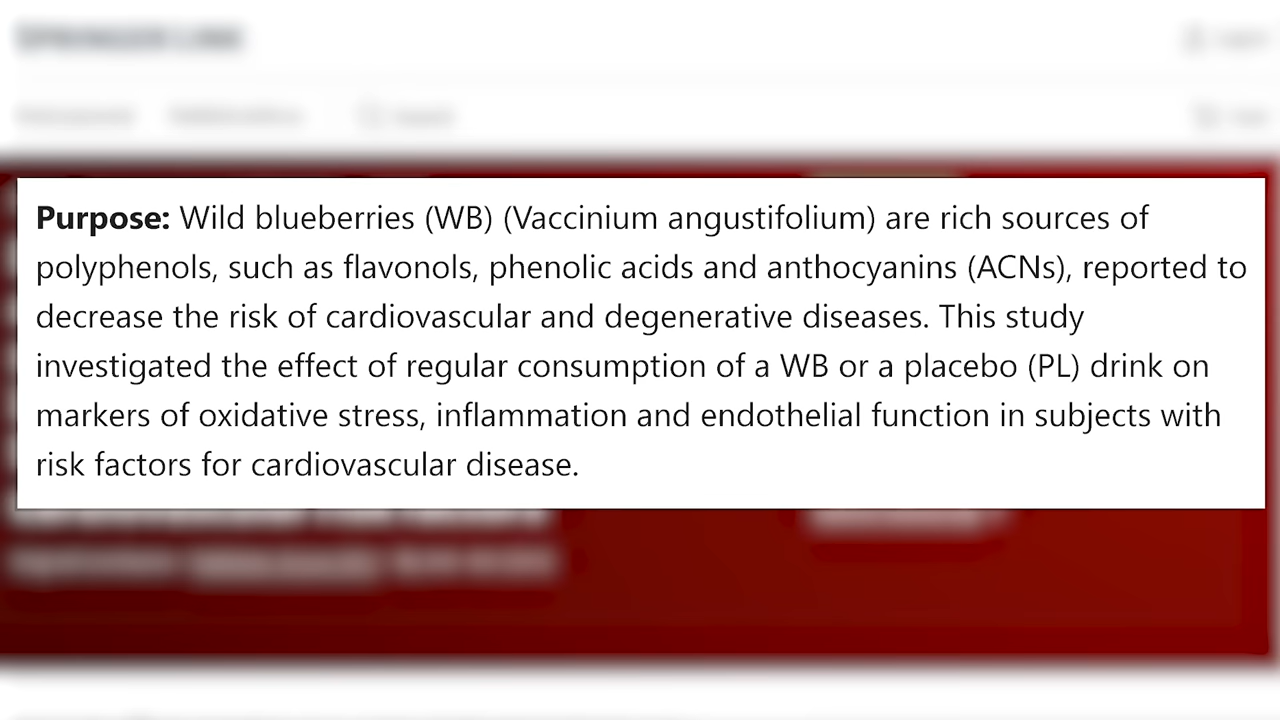 SPRINGER LINK
Purpose: Wild blueberries (WB) (Vaccinium angustifolium) are rich sources of
polyphenols, such as flavonols, phenolic acids and anthocyanins (ACNs), reported to
decrease the risk of cardiovascular and degenerative diseases. This study
investigated the effect of regular consumption of a WB or a placebo (PL) drink on
markers of oxidative stress, inflammation and endothelial function in subjects with
risk factors for cardiovascular disease.